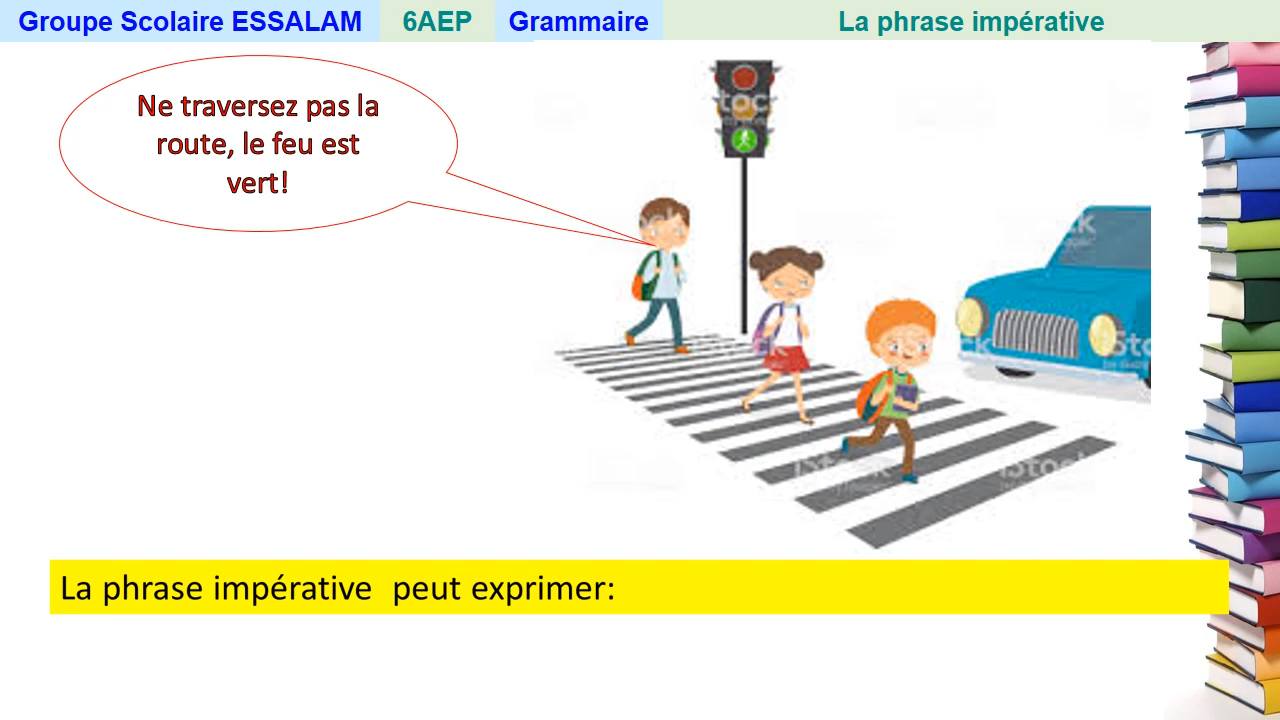 Groupe Scolaire ESSALAM 6AEP Grammaire La phrase impérative
Ne traversez pas la
route, le feu est
vert!
La phrase impérative peut exprimer: